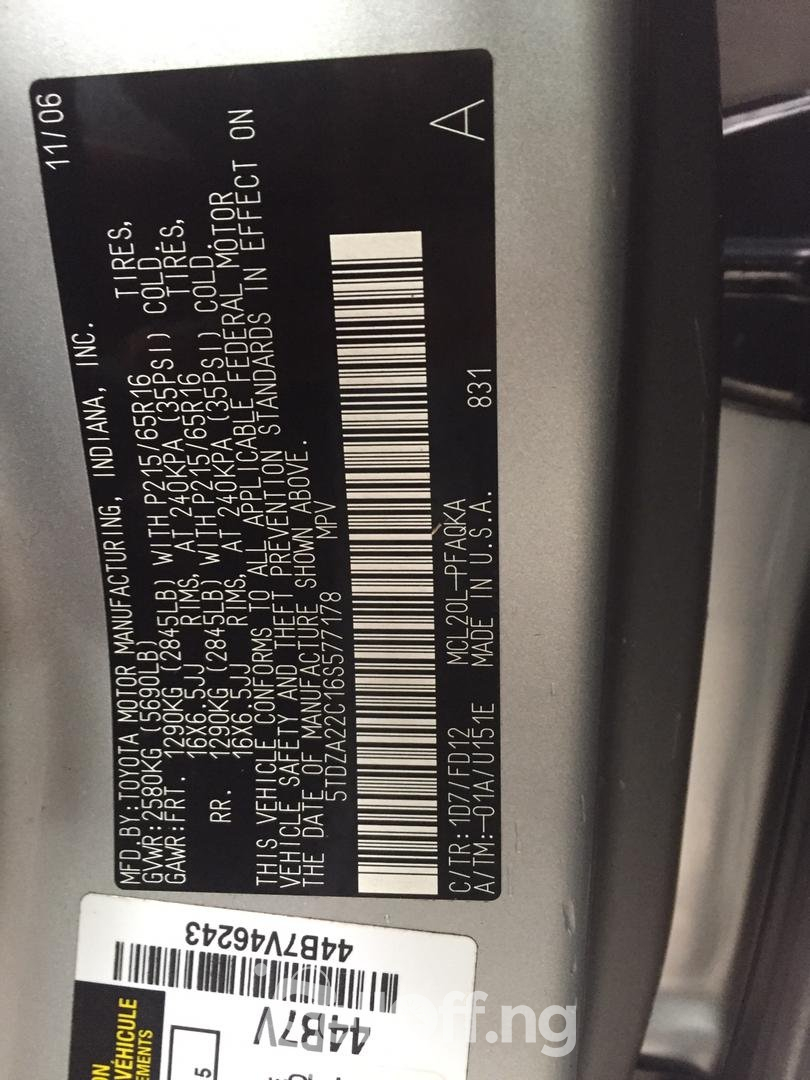 MFD.BY:TOYOTA MOTOR MANUFACTURING, INDIANA, INC. 11/06
GVWR:2580KG (5690LB)
GAWR:FRT. 1290KG (2845LB) WITH P215/65R16 TIRES,
16X6.5JJ RIMS, AT 240KPA (35PSI) COLD.
RR. 1290KG (2845LB) WITH P215/65R16 TIRES,
16X6.5JJ RIMS, AT 240KPA (35PSI) COLD.
THIS VEHICLE CONFORMS TO ALL APPLICABLE FEDERAL MOTOR
VEHICLE SAFETY AND THEFT PREVENTION STANDARDS IN EFFECT ON
THE DATE OF MANUFACTURE SHOWN ABOVE.
5TDZA22C16S577178 MPV
C/TR:1D7/FD12 MCL20L-PFAQKA 831 A
A/TM:-01A/U151E MADE IN U.S.A.
44B7V46243
44B7V
VÉHICULE
5
ff.ng